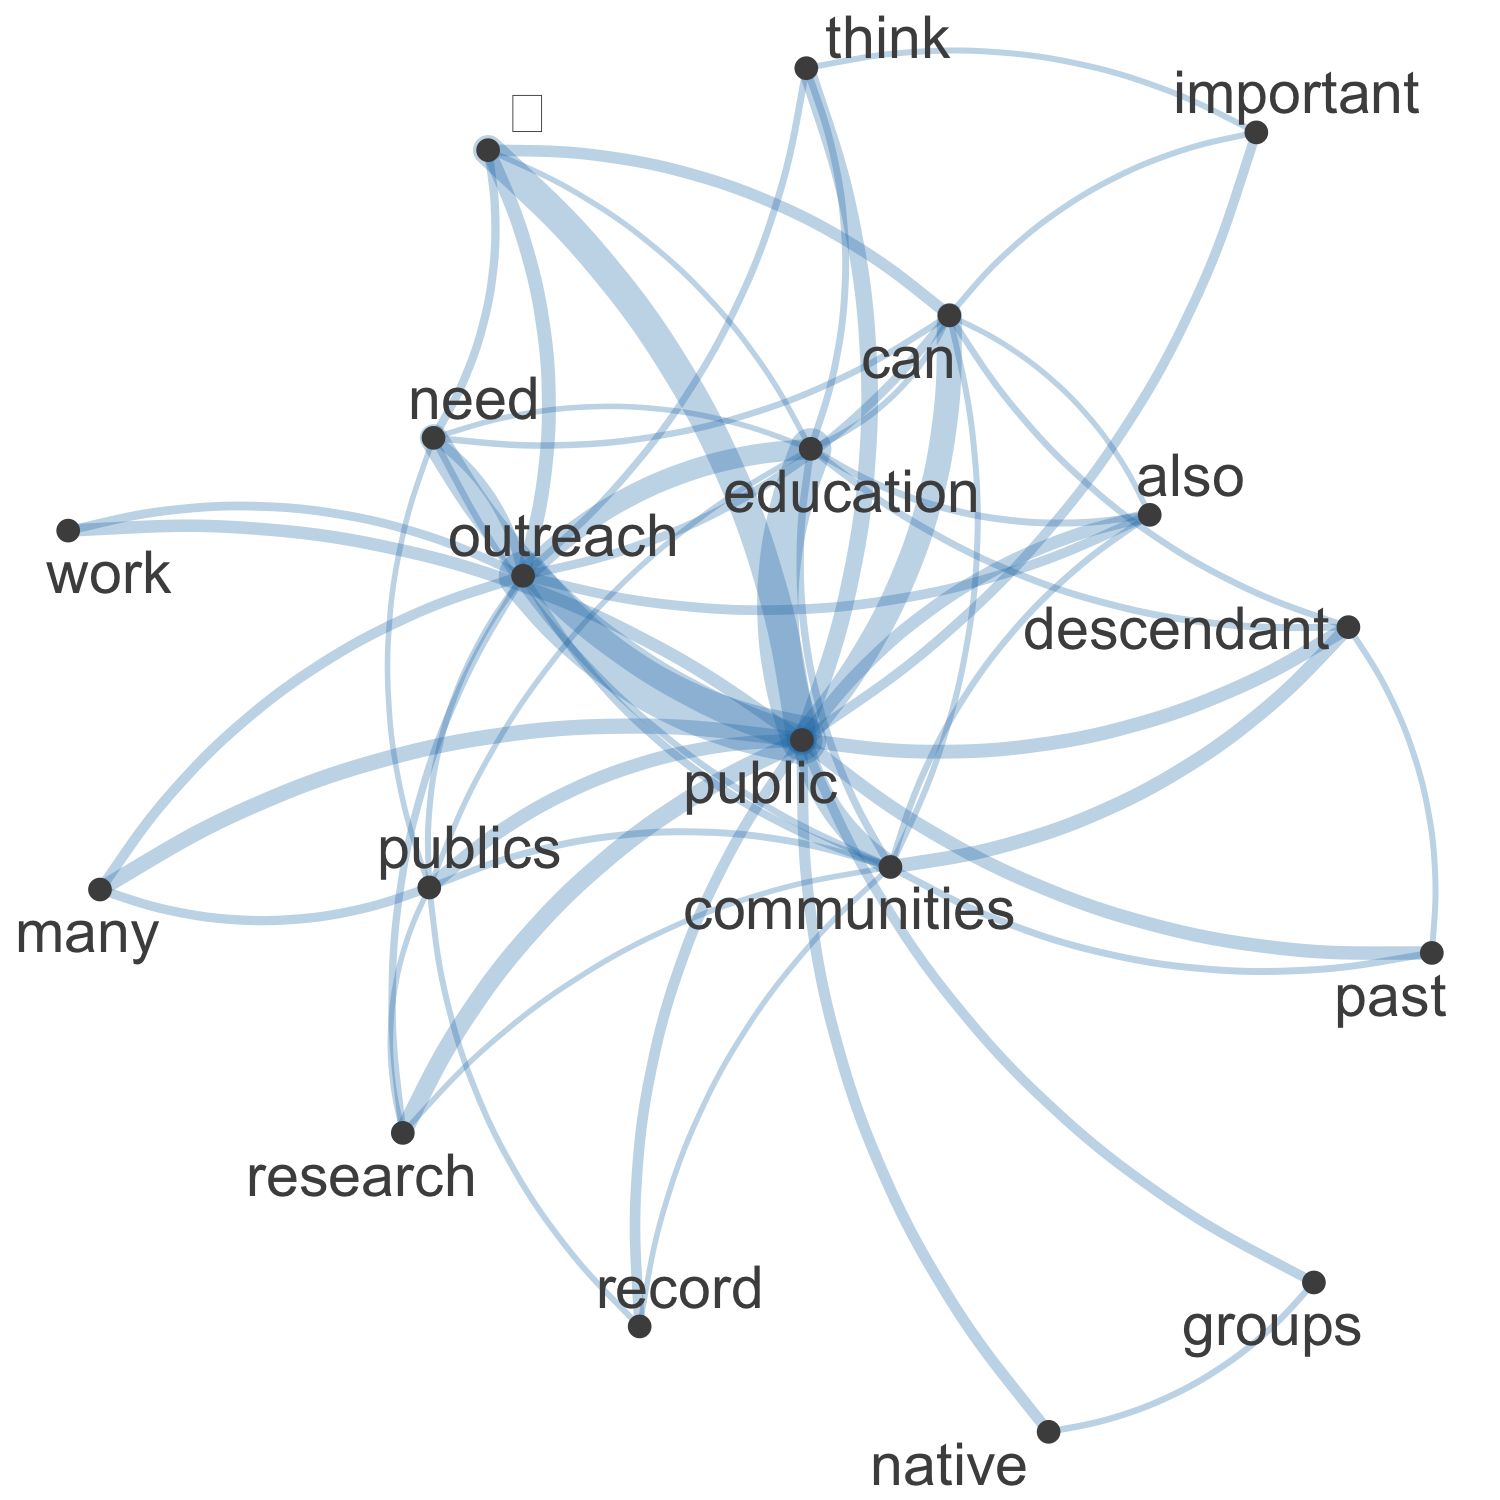 think
important
can
need
also
education
outreach
work
descendant
public
publics
many
communities
past
research
record
groups
native